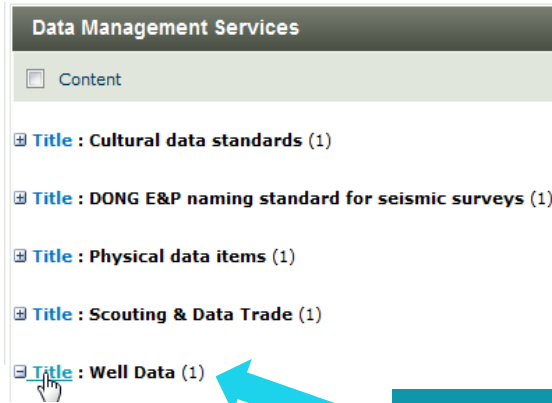 Data Management Services
Content
Title : Cultural data standards (1)
Title : DONG E&P naming standard for seismic surveys (1)
Title : Physical data items (1)
Title : Scouting & Data Trade (1)
Title : Well Data (1)